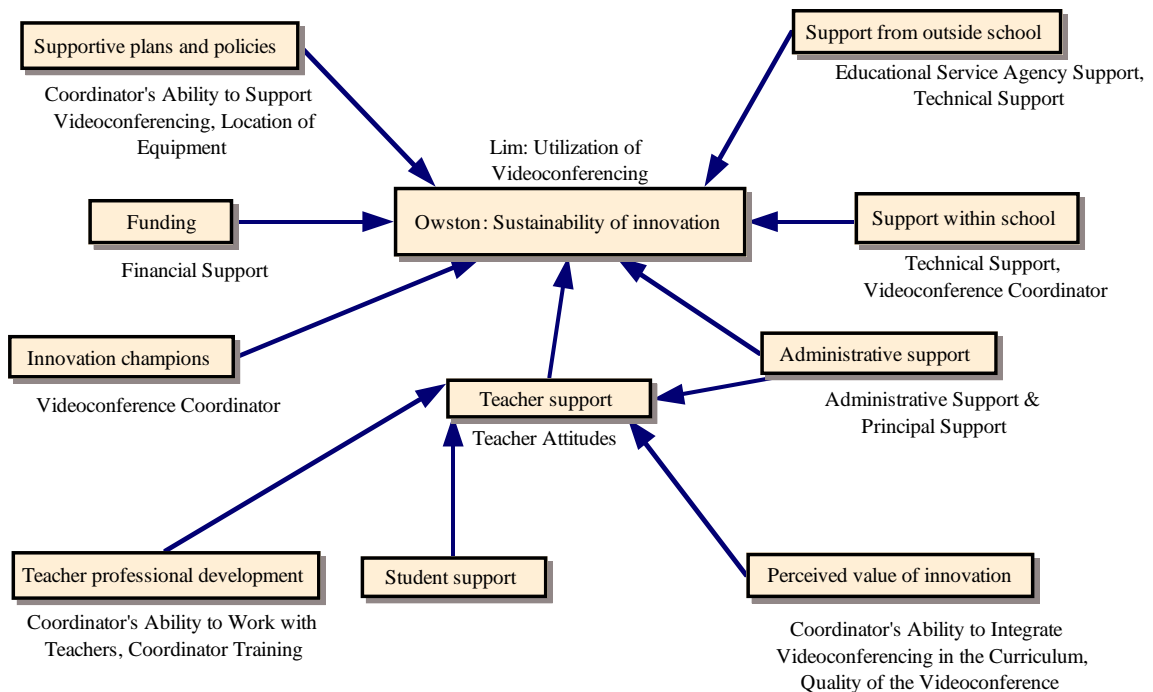 Supportive plans and policies
Coordinator's Ability to Support
Videoconferencing, Location of
Equipment
Support from outside school
Educational Service Agency Support,
Technical Support
Lim: Utilization of
Videoconferencing
Owston: Sustainability of innovation
Funding
Financial Support
Support within school
Technical Support,
Videoconference Coordinator
Innovation champions
Videoconference Coordinator
Administrative support
Administrative Support &
Principal Support
Teacher support
Teacher Attitudes
Teacher professional development
Coordinator's Ability to Work with
Teachers, Coordinator Training
Student support
Perceived value of innovation
Coordinator's Ability to Integrate
Videoconferencing in the Curriculum,
Quality of the Videoconference